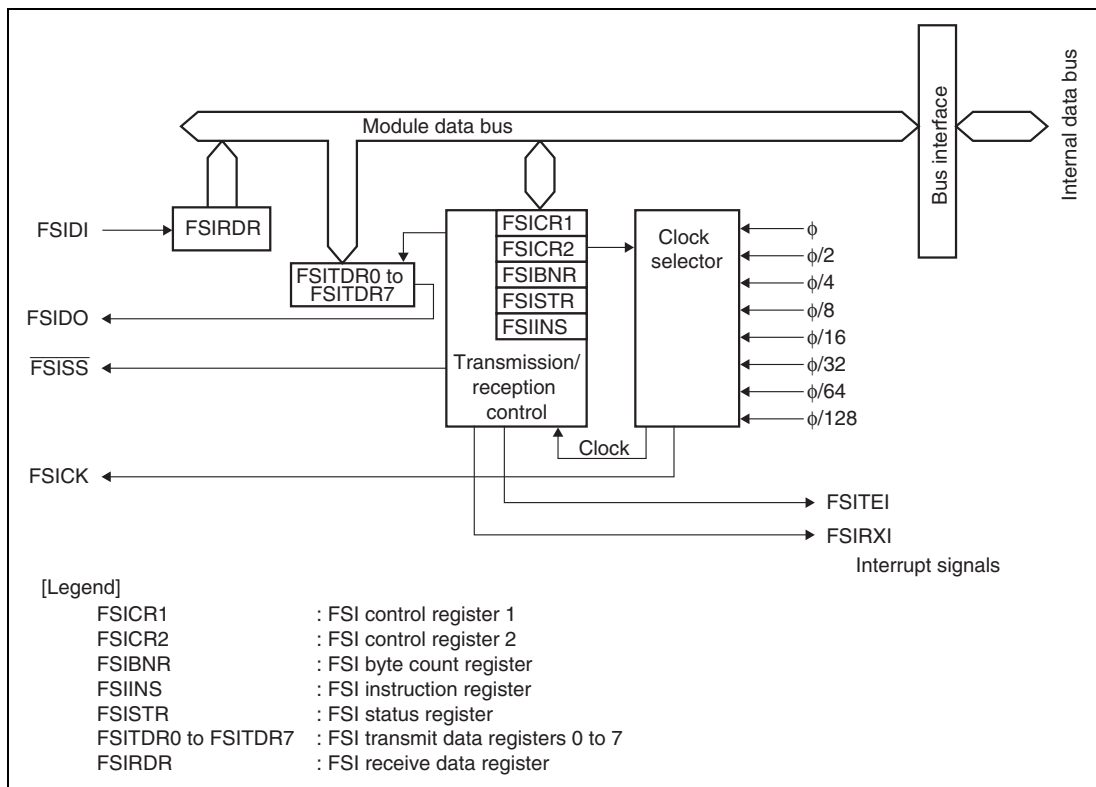 Module data bus
Bus interface
Internal data bus
FSIDI
FSIRDR
FSITDR0 to
FSITDR7
FSICR1
FSICR2
FSIBNR
FSISTR
FSIINS
Transmission/
reception
control
Clock
selector
ϕ
ϕ/2
ϕ/4
ϕ/8
ϕ/16
ϕ/32
ϕ/64
ϕ/128
FSIDO
FSISS
Clock
FSICK
FSITEI
FSIRXI
Interrupt signals
[Legend]
FSICR1 : FSI control register 1
FSICR2 : FSI control register 2
FSIBNR : FSI byte count register
FSIINS : FSI instruction register
FSISTR : FSI status register
FSITDR0 to FSITDR7 : FSI transmit data registers 0 to 7
FSIRDR : FSI receive data register